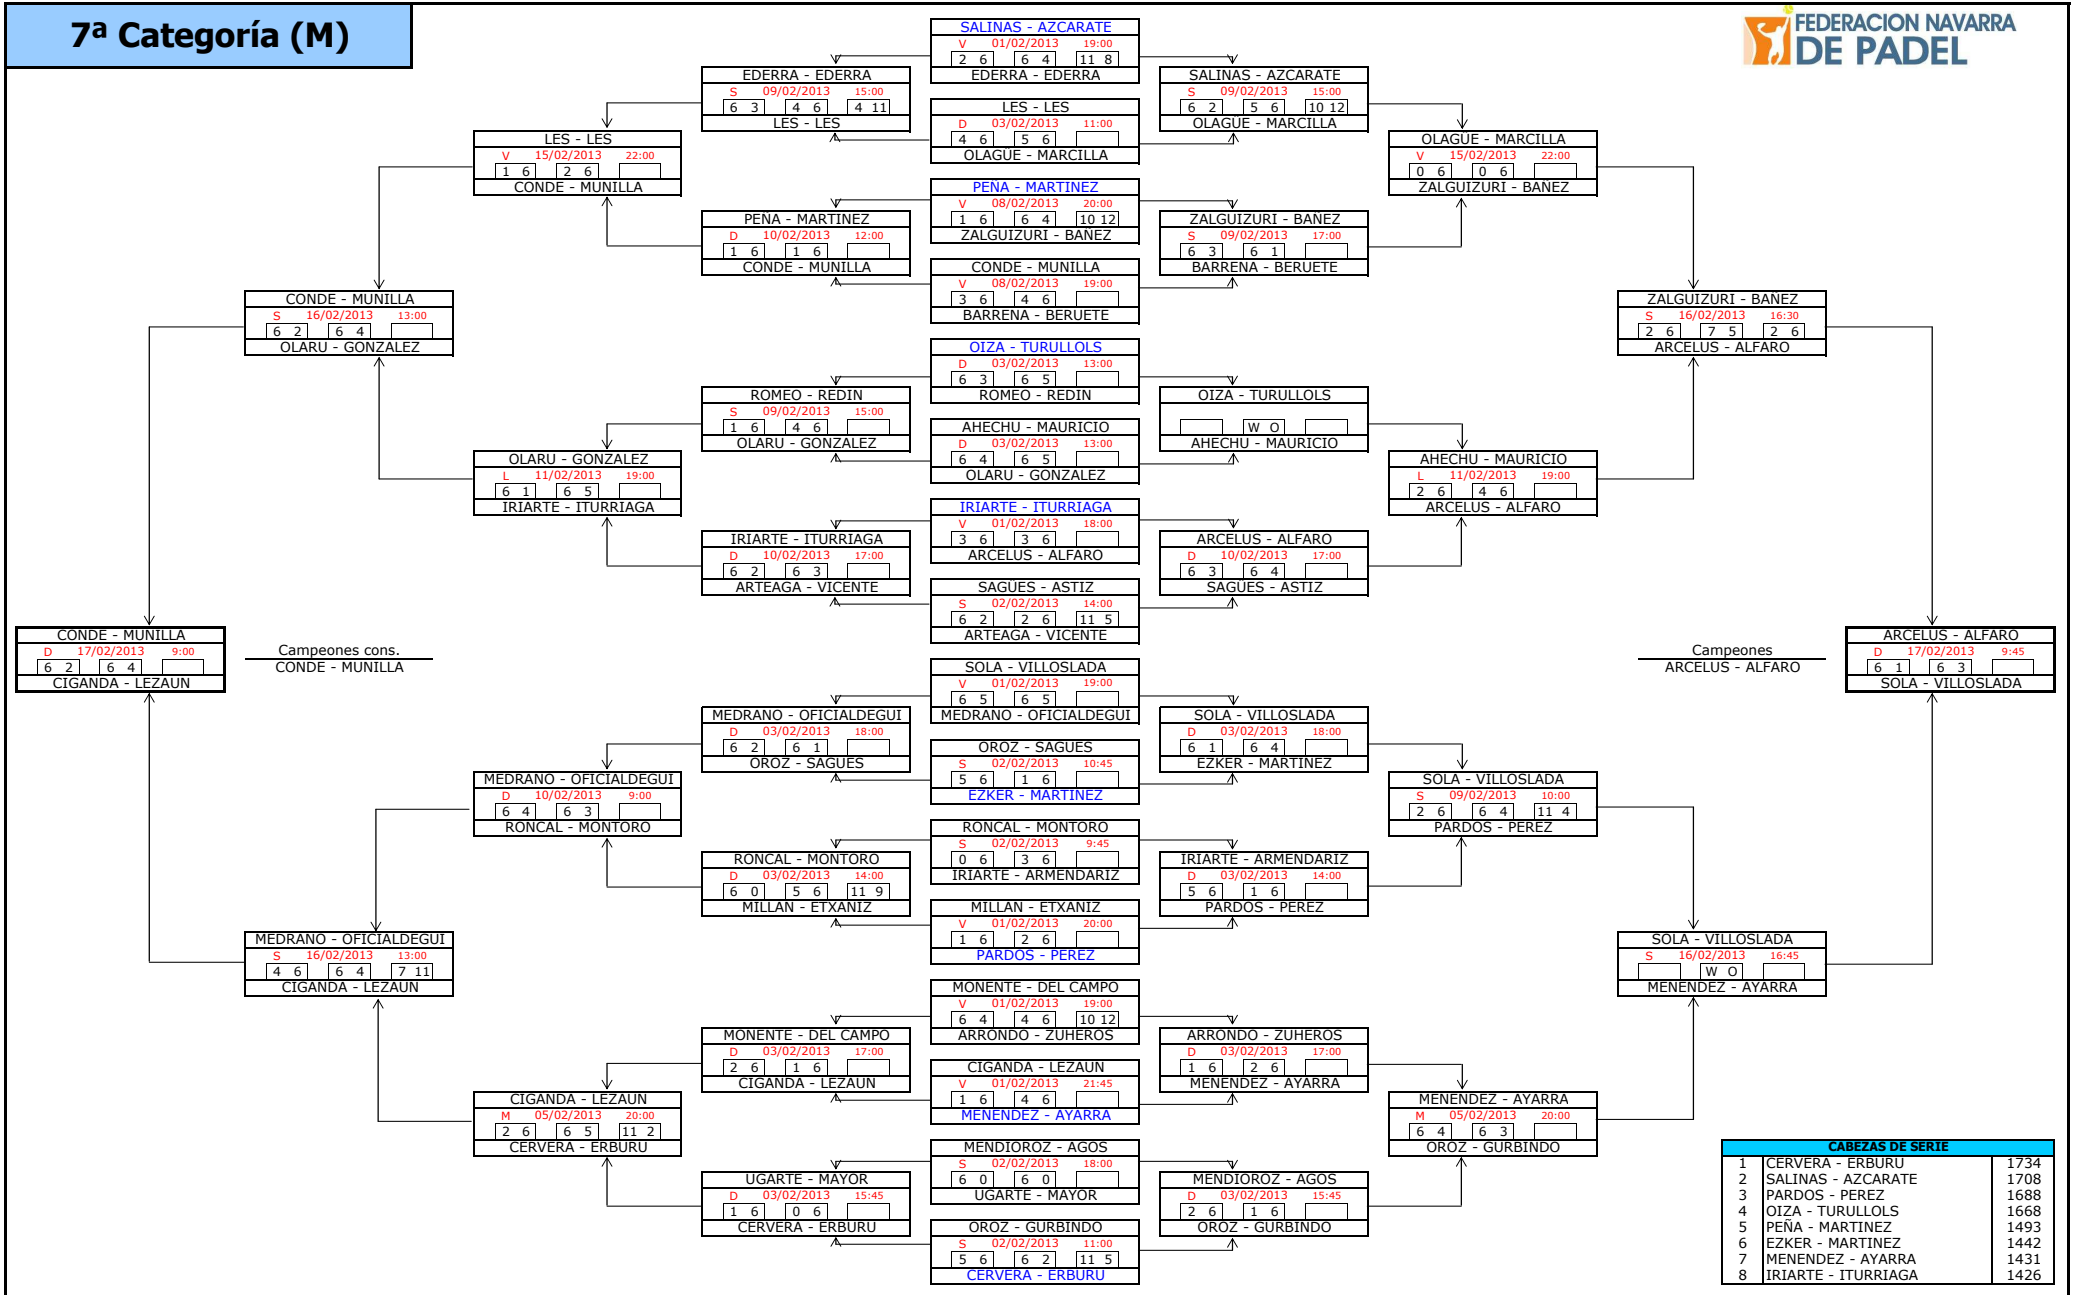 7ª Categoría (M)
FEDERACION NAVARRA
DE PADEL
SALINAS - AZCARATE
V 01/02/2013 19:00
2 6 6 4 11 8
EDERRA - EDERRA
LES - LES
D 03/02/2013 11:00
4 6 5 6
OLAGÜE - MARCILLA
PEÑA - MARTINEZ
V 08/02/2013 20:00
1 6 6 4 10 12
ZALGUIZURI - BAÑEZ
CONDE - MUNILLA
V 08/02/2013 19:00
3 6 4 6
BARRENA - BERUETE
OIZA - TURULLOLS
D 03/02/2013 13:00
6 3 6 5
ROMEO - REDIN
AHECHU - MAURICIO
D 03/02/2013 13:00
6 4 6 5
OLARU - GONZALEZ
IRIARTE - ITURRIAGA
V 01/02/2013 18:00
3 6 3 6
ARCELUS - ALFARO
SAGÜES - ASTIZ
S 02/02/2013 14:00
6 2 2 6 11 5
ARTEAGA - VICENTE
SOLA - VILLOSLADA
V 01/02/2013 19:00
6 5 6 5
MEDRANO - OFICIALDEGUI
OROZ - SAGUES
S 02/02/2013 10:45
5 6 1 6
EZKER - MARTINEZ
RONCAL - MONTORO
S 02/02/2013 9:45
0 6 3 6
IRIARTE - ARMENDARIZ
MILLAN - ETXANIZ
V 01/02/2013 20:00
1 6 2 6
PARDOS - PEREZ
MONENTE - DEL CAMPO
V 01/02/2013 19:00
6 4 4 6 10 12
ARRONDO - ZUHEROS
CIGANDA - LEZAUN
V 01/02/2013 21:45
1 6 4 6
MENENDEZ - AYARRA
MENDIOROZ - AGOS
S 02/02/2013 18:00
6 0 6 0
UGARTE - MAYOR
OROZ - GURBINDO
S 02/02/2013 11:00
5 6 6 2 11 5
CERVERA - ERBURU
EDERRA - EDERRA
S 09/02/2013 15:00
6 3 4 6 4 11
LES - LES
PEÑA - MARTINEZ
D 10/02/2013 12:00
1 6 1 6
CONDE - MUNILLA
ROMEO - REDIN
S 09/02/2013 15:00
1 6 4 6
OLARU - GONZALEZ
IRIARTE - ITURRIAGA
D 10/02/2013 17:00
6 2 6 3
ARTEAGA - VICENTE
MEDRANO - OFICIALDEGUI
D 03/02/2013 18:00
6 2 6 1
OROZ - SAGUES
RONCAL - MONTORO
D 03/02/2013 14:00
6 0 5 6 11 9
MILLAN - ETXANIZ
MONENTE - DEL CAMPO
D 03/02/2013 17:00
2 6 1 6
CIGANDA - LEZAUN
UGARTE - MAYOR
D 03/02/2013 15:45
1 6 0 6
CERVERA - ERBURU
LES - LES
V 15/02/2013 22:00
1 6 2 6
CONDE - MUNILLA
OLARU - GONZALEZ
L 11/02/2013 19:00
6 1 6 5
IRIARTE - ITURRIAGA
MEDRANO - OFICIALDEGUI
D 10/02/2013 9:00
6 4 6 3
RONCAL - MONTORO
CIGANDA - LEZAUN
M 05/02/2013 20:00
2 6 6 5 11 2
CERVERA - ERBURU
CONDE - MUNILLA
S 16/02/2013 13:00
6 2 6 4
OLARU - GONZALEZ
MEDRANO - OFICIALDEGUI
S 16/02/2013 13:00
4 6 6 4 7 11
CIGANDA - LEZAUN
CONDE - MUNILLA
D 17/02/2013 9:00
6 2 6 4
CIGANDA - LEZAUN
Campeones cons.
CONDE - MUNILLA
SALINAS - AZCARATE
S 09/02/2013 15:00
6 2 5 6 10 12
OLAGÜE - MARCILLA
ZALGUIZURI - BAÑEZ
S 09/02/2013 17:00
6 3 6 1
BARRENA - BERUETE
OIZA - TURULLOLS
W O
AHECHU - MAURICIO
ARCELUS - ALFARO
D 10/02/2013 17:00
6 3 6 4
SAGÜES - ASTIZ
SOLA - VILLOSLADA
D 03/02/2013 18:00
6 1 6 4
EZKER - MARTINEZ
IRIARTE - ARMENDARIZ
D 03/02/2013 14:00
5 6 1 6
PARDOS - PEREZ
ARRONDO - ZUHEROS
D 03/02/2013 17:00
1 6 2 6
MENENDEZ - AYARRA
MENDIOROZ - AGOS
D 03/02/2013 15:45
2 6 1 6
OROZ - GURBINDO
OLAGÜE - MARCILLA
V 15/02/2013 22:00
0 6 0 6
ZALGUIZURI - BAÑEZ
AHECHU - MAURICIO
L 11/02/2013 19:00
2 6 4 6
ARCELUS - ALFARO
SOLA - VILLOSLADA
S 09/02/2013 10:00
2 6 6 4 11 4
PARDOS - PEREZ
MENENDEZ - AYARRA
M 05/02/2013 20:00
6 4 6 3
OROZ - GURBINDO
ZALGUIZURI - BAÑEZ
S 16/02/2013 16:30
2 6 7 5 2 6
ARCELUS - ALFARO
SOLA - VILLOSLADA
S 16/02/2013 16:45
W O
MENENDEZ - AYARRA
Campeones
ARCELUS - ALFARO
ARCELUS - ALFARO
D 17/02/2013 9:45
6 1 6 3
SOLA - VILLOSLADA
CABEZAS DE SERIE
1 CERVERA - ERBURU 1734
2 SALINAS - AZCARATE 1708
3 PARDOS - PEREZ 1688
4 OIZA - TURULLOLS 1668
5 PEÑA - MARTINEZ 1493
6 EZKER - MARTINEZ 1442
7 MENENDEZ - AYARRA 1431
8 IRIARTE - ITURRIAGA 1426